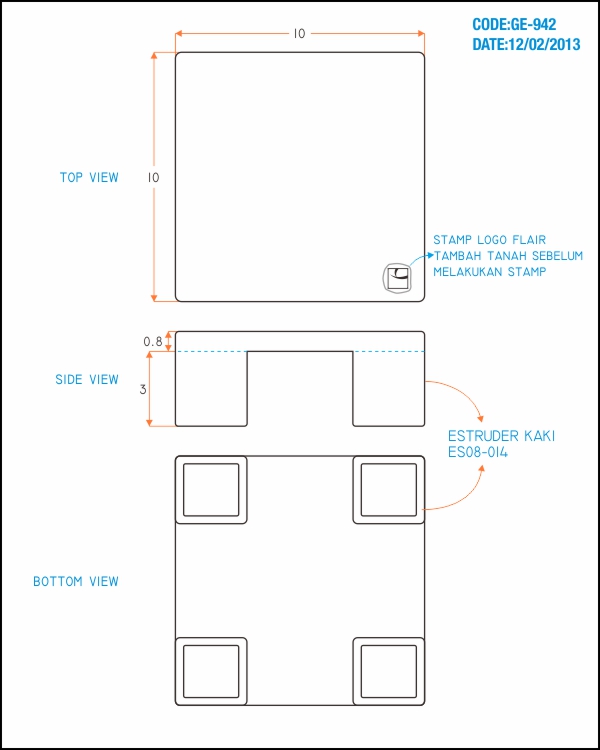 CODE:GE-942
DATE:12/02/2013
10
TOP VIEW
10
STAMP LOGO FLAIR
TAMBAH TANAH SEBELUM
MELAKUKAN STAMP
0.8
SIDE VIEW
3
ESTRUDER KAKI
ES08-014
BOTTOM VIEW